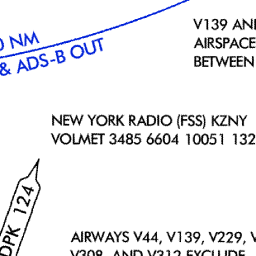 V139 AN
AIRSPACE
BETWEEN
0 NM
& ADS-B OUT
NEW YORK RADIO (FSS) KZNY
VOLMET 3485 6604 10051 132
DPK 124
AIRWAYS V44, V139, V229, V
V308, AND V312 EXCLUDE